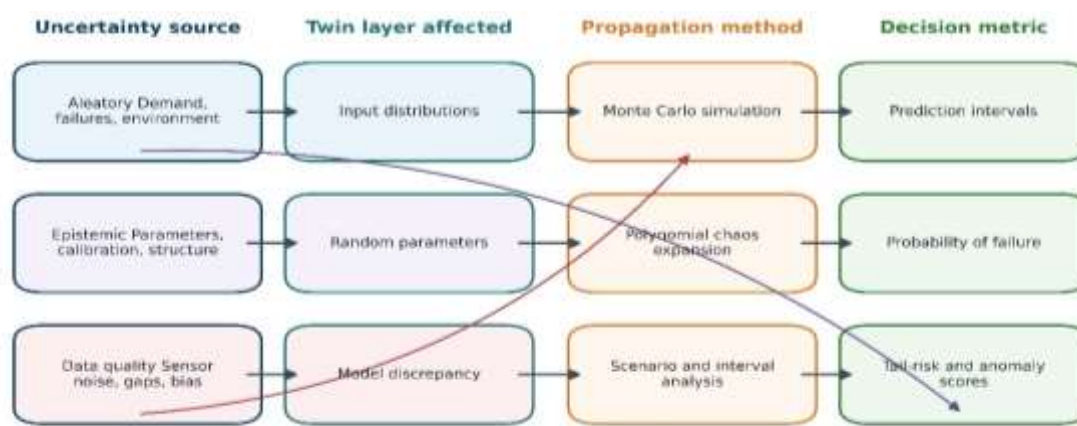 Uncertainty source
Twin layer affected
Propagation method
Decision metric
Aleatory Demand,
failures, environment
Input distributions
Monte Carlo simulation
Prediction intervals
Epistemic Parameters,
calibration, structure
Random parameters
Polynomial chaos
expansion
Probability of failure
Data quality Sensor
noise, gaps, bias
Model discrepancy
Scenario and interval
analysis
Tail risk and anomaly
scores